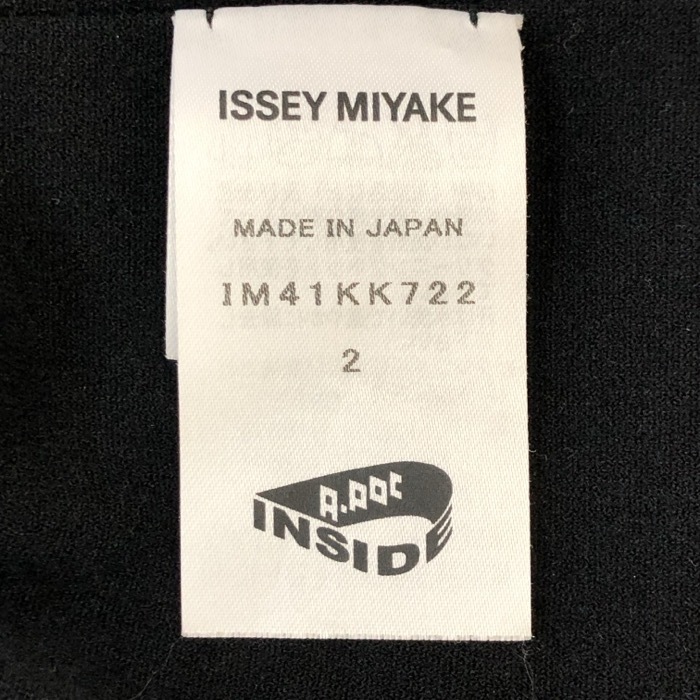 ISSEY MIYAKE
MADE IN JAPAN
IM41KK722
2
A-POC
INSIDE